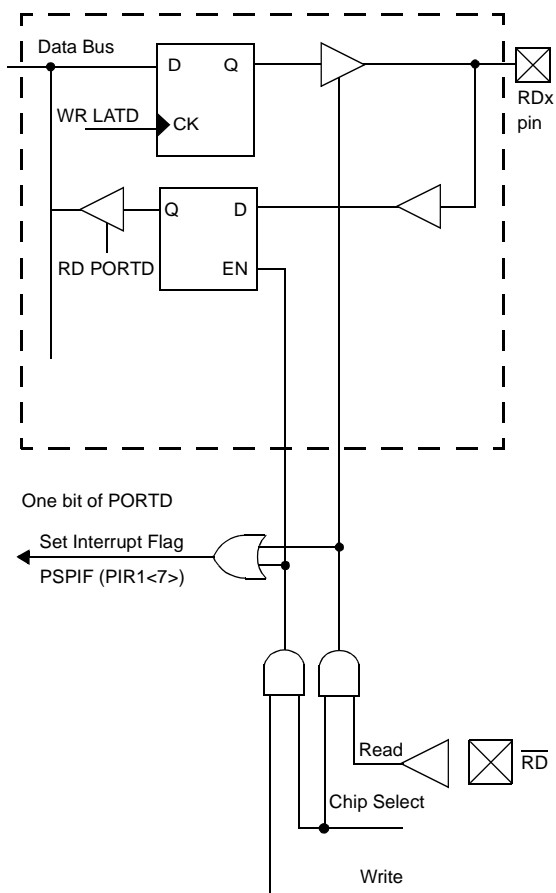 Data Bus
D Q
WR LATD
CK
RDx
pin
Q D
RD PORTD
EN
One bit of PORTD
Set Interrupt Flag
PSPIF (PIR1<7>)
Read
RD
Chip Select
Write